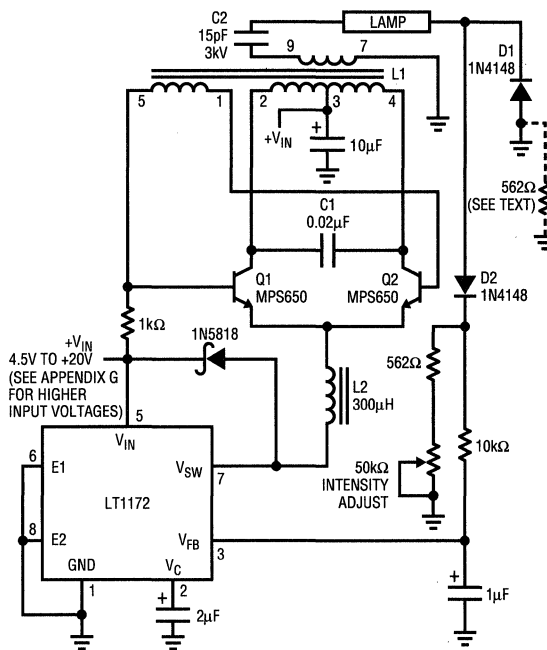 C2
15pF
3kV
LAMP
9
7
D1
1N4148
L1
5
1
2
3
4
+VIN
+
10µF
562Ω
(SEE TEXT)
C1
0.02µF
Q1
MPS650
Q2
MPS650
D2
1N4148
1kΩ
+VIN
4.5V TO +20V
(SEE APPENDIX G
FOR HIGHER
INPUT VOLTAGES)
1N5818
L2
300µH
562Ω
10kΩ
50kΩ
INTENSITY
ADJUST
5
VIN
6
E1
VSW
7
LT1172
8
E2
VFB
3
GND
VC
1
2
+
2µF
+
1µF